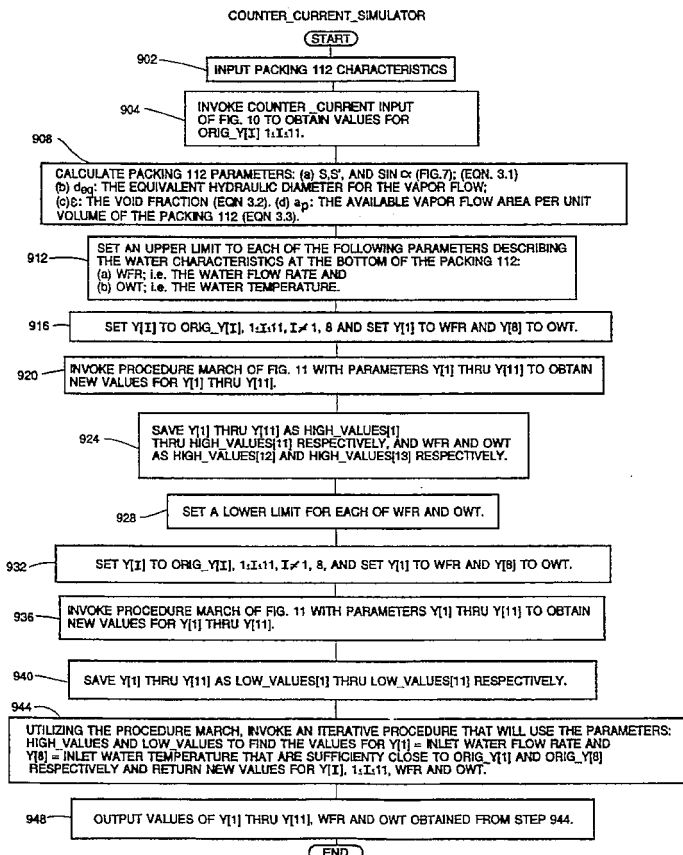 COUNTER_CURRENT_SIMULATOR
START
902
INPUT PACKING 112 CHARACTERISTICS
904
INVOKE COUNTER _CURRENT INPUT
OF FIG. 10 TO OBTAIN VALUES FOR
ORIG_Y[I] 1≤I≤11.
908
CALCULATE PACKING 112 PARAMETERS: (a) S,S', AND SIN ∝ (FIG.7); (EQN. 3.1)
(b) deq: THE EQUIVALENT HYDRAULIC DIAMETER FOR THE VAPOR FLOW;
(c)ε: THE VOID FRACTION (EQN 3.2). (d) ap: THE AVAILABLE VAPOR FLOW AREA PER UNIT
VOLUME OF THE PACKING 112 (EQN 3.3).
912
SET AN UPPER LIMIT TO EACH OF THE FOLLOWING PARAMETERS DESCRIBING
THE WATER CHARACTERISTICS AT THE BOTTOM OF THE PACKING 112:
(a) WFR; i.e. THE WATER FLOW RATE AND
(b) OWT; i.e. THE WATER TEMPERATURE.
916
SET Y[I] TO ORIG_Y[I], 1≤I≤11, I≠ 1, 8 AND SET Y[1] TO WFR AND Y[8] TO OWT.
920
INVOKE PROCEDURE MARCH OF FIG. 11 WITH PARAMETERS Y[1] THRU Y[11] TO OBTAIN
NEW VALUES FOR Y[1] THRU Y[11].
924
SAVE Y[1] THRU Y[11] AS HIGH_VALUES[1]
THRU HIGH_VALUES[11] RESPECTIVELY, AND WFR AND OWT
AS HIGH_VALUES[12] AND HIGH_VALUES[13] RESPECTIVELY.
928
SET A LOWER LIMIT FOR EACH OF WFR AND OWT.
932
SET Y[I] TO ORIG_Y[I], 1≤I≤11, I≠ 1, 8, AND SET Y[1] TO WFR AND Y[8] TO OWT.
936
INVOKE PROCEDURE MARCH OF FIG. 11 WITH PARAMETERS Y[1] THRU Y[11] TO OBTAIN
NEW VALUES FOR Y[1] THRU Y[11].
940
SAVE Y[1] THRU Y[11] AS LOW_VALUES[1] THRU LOW_VALUES[11] RESPECTIVELY.
944
UTILIZING THE PROCEDURE MARCH, INVOKE AN ITERATIVE PROCEDURE THAT WILL USE THE PARAMETERS:
HIGH_VALUES AND LOW_VALUES TO FIND THE VALUES FOR Y[1] = INLET WATER FLOW RATE AND
Y[8] = INLET WATER TEMPERATURE THAT ARE SUFFICIENTY CLOSE TO ORIG_Y[1] AND ORIG_Y[8]
RESPECTIVELY AND RETURN NEW VALUES FOR Y[I], 1≤I≤11, WFR AND OWT.
948
OUTPUT VALUES OF Y[1] THRU Y[11], WFR AND OWT OBTAINED FROM STEP 944.
END